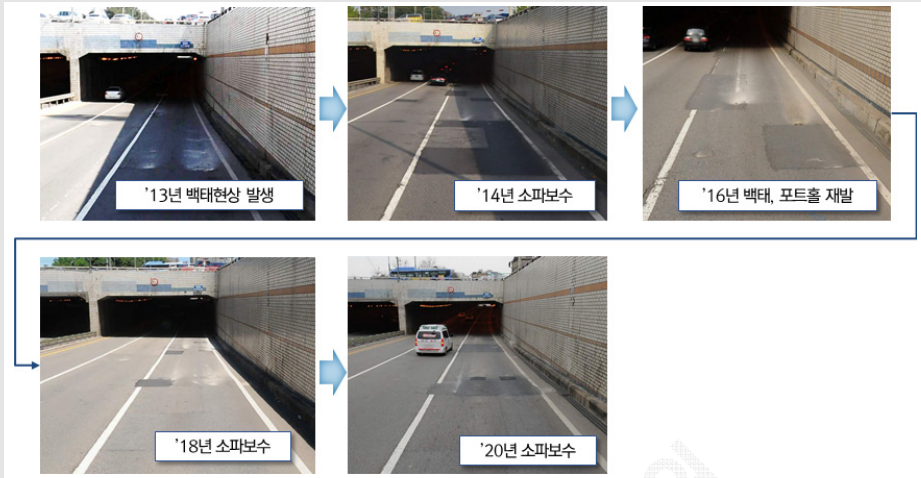 '13년 백태현상 발생
'14년 소파보수
'16년 백태, 포트홀 재발
'18년 소파보수
'20년 소파보수